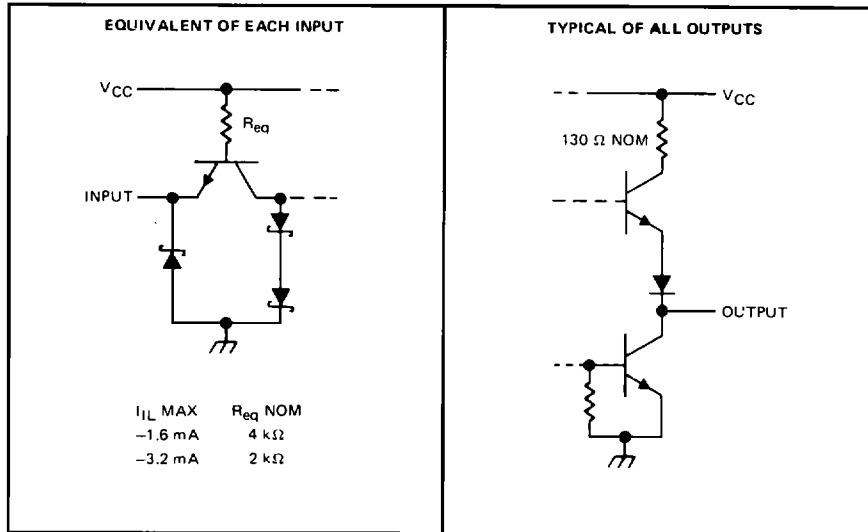 EQUIVALENT OF EACH INPUT
VCC
Req
INPUT
IIL MAX Req NOM
−1.6 mA 4 kΩ
−3.2 mA 2 kΩ
TYPICAL OF ALL OUTPUTS
VCC
130 Ω NOM
OUTPUT